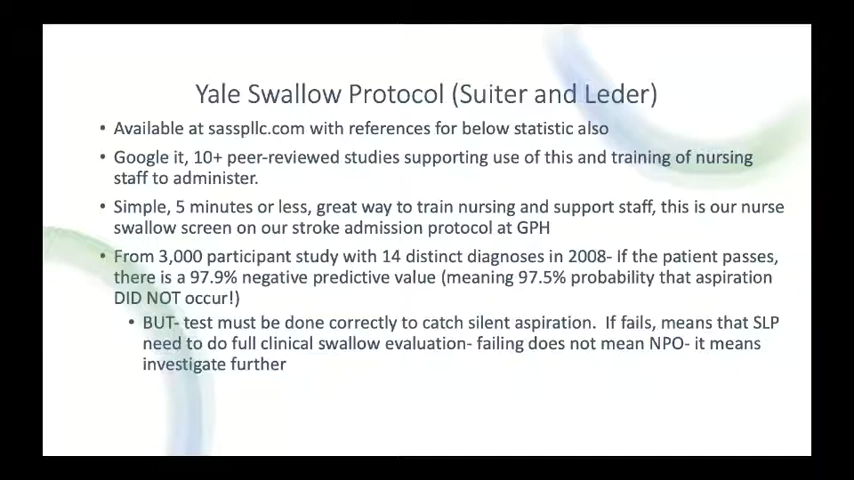 Yale Swallow Protocol (Suiter and Leder)
• Available at sasspllc.com with references for below statistic also
• Google it, 10+ peer-reviewed studies supporting use of this and training of nursing
staff to administer.
• Simple, 5 minutes or less, great way to train nursing and support staff, this is our nurse
swallow screen on our stroke admission protocol at GPH
• From 3,000 participant study with 14 distinct diagnoses in 2008- If the patient passes,
there is a 97.9% negative predictive value (meaning 97.5% probability that aspiration
DID NOT occur!)
• BUT- test must be done correctly to catch silent aspiration.  If fails, means that SLP
need to do full clinical swallow evaluation- failing does not mean NPO- it means
investigate further